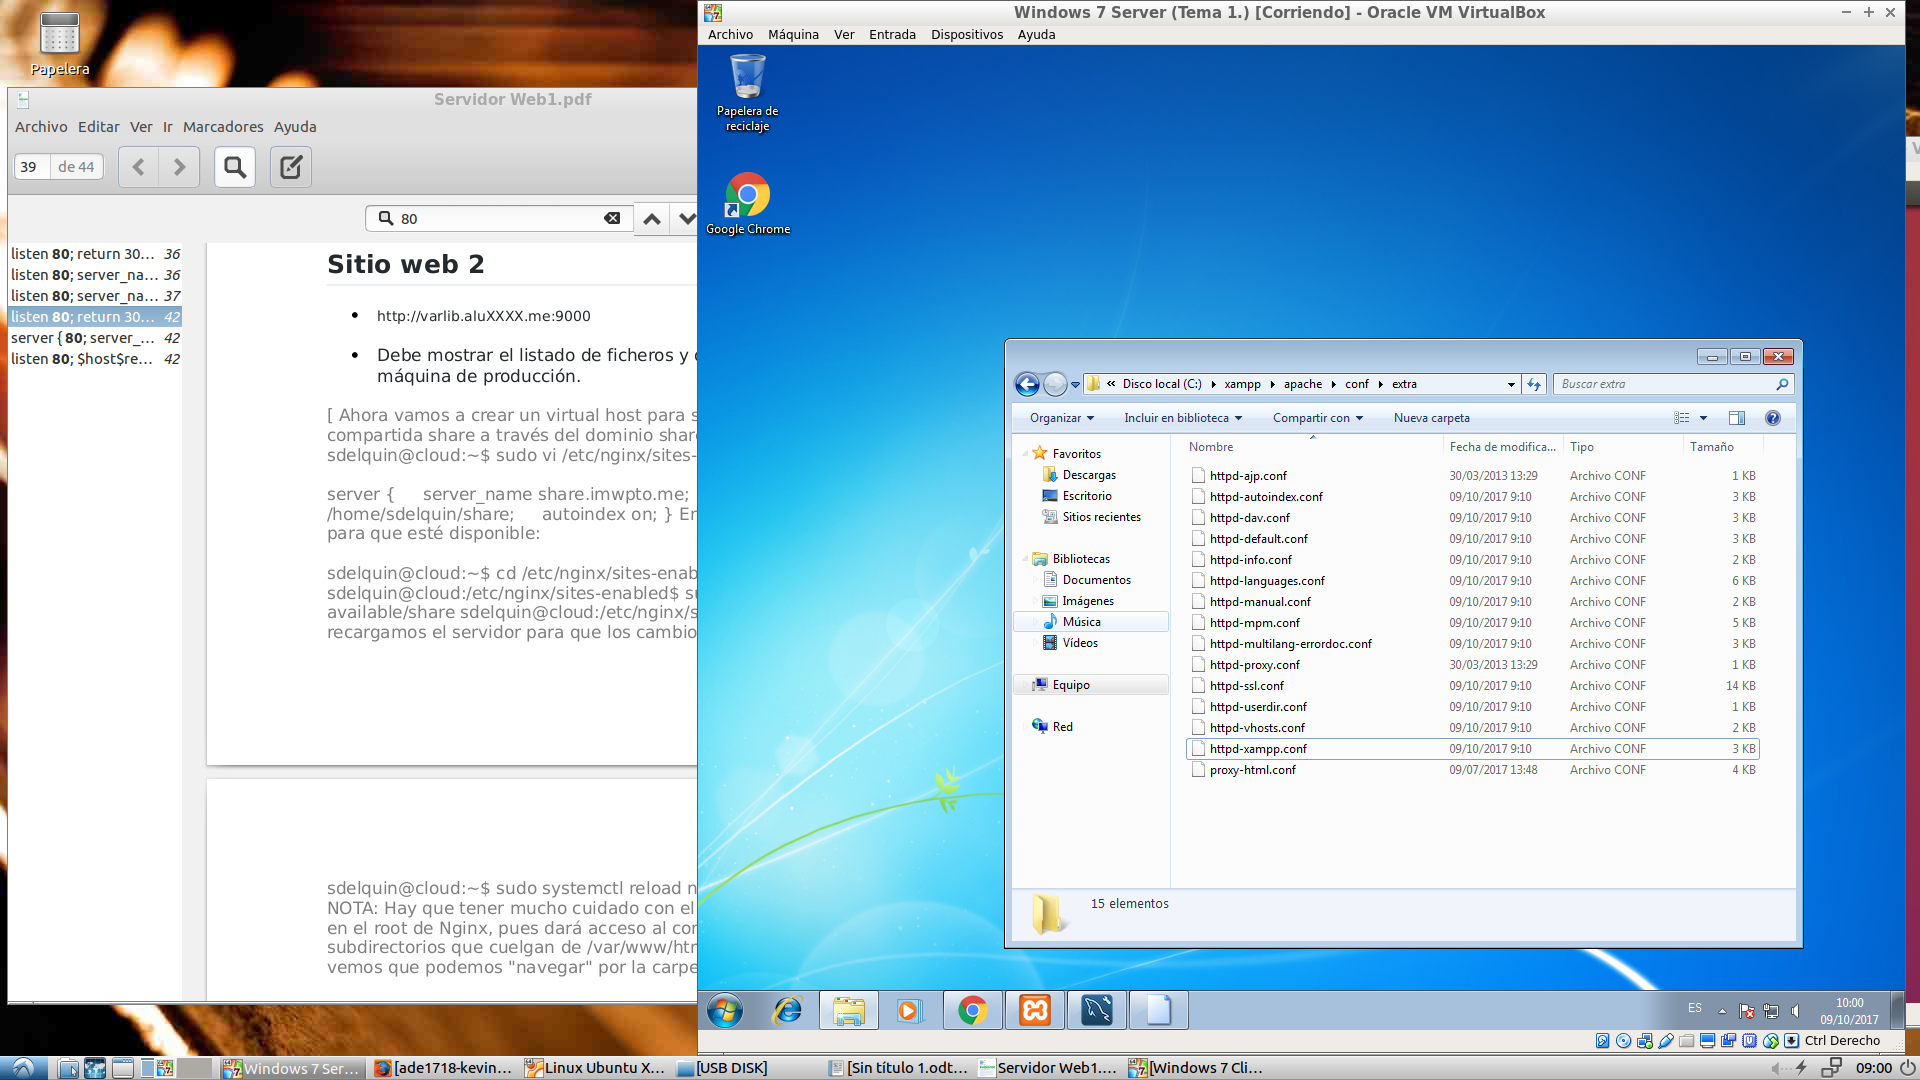 Papelera
Servidor Web1.pdf
Archivo Editar Ver Ir Marcadores Ayuda
39 de 44
80
listen 80; return 30... 36
listen 80; server_na... 36
listen 80; server_na... 37
listen 80; return 30... 42
server { 80; server_... 42
listen 80; $host$re... 42
Sitio web 2
• http://varlib.aluXXXX.me:9000
• Debe mostrar el listado de ficheros y
máquina de producción.
[ Ahora vamos a crear un virtual host para s
compartida share a través del dominio shar
sdelquin@cloud:~$ sudo vi /etc/nginx/sites-
server { server_name share.imwpto.me;
/home/sdelquin/share; autoindex on; } En
para que esté disponible:
sdelquin@cloud:~$ cd /etc/nginx/sites-enab
sdelquin@cloud:/etc/nginx/sites-enabled$ su
available/share sdelquin@cloud:/etc/nginx/s
recargamos el servidor para que los cambio
sdelquin@cloud:~$ sudo systemctl reload n
NOTA: Hay que tener mucho cuidado con el
en el root de Nginx, pues dará acceso al con
subdirectorios que cuelgan de /var/www/htm
vemos que podemos "navegar" por la carpe
Windows 7 Server (Tema 1.) [Corriendo] - Oracle VM VirtualBox
Archivo Máquina Ver Entrada Dispositivos Ayuda
Papelera de
reciclaje
Google Chrome
« Disco local (C:) xampp apache conf extra
Buscar extra
Organizar Incluir en biblioteca Compartir con Nueva carpeta
Favoritos
Descargas
Escritorio
Sitios recientes
Bibliotecas
Documentos
Imágenes
Música
Vídeos
Equipo
Red
Nombre Fecha de modifica... Tipo Tamaño
httpd-ajp.conf 30/03/2013 13:29 Archivo CONF 1 KB
httpd-autoindex.conf 09/10/2017 9:10 Archivo CONF 3 KB
httpd-dav.conf 09/10/2017 9:10 Archivo CONF 3 KB
httpd-default.conf 09/10/2017 9:10 Archivo CONF 3 KB
httpd-info.conf 09/10/2017 9:10 Archivo CONF 2 KB
httpd-languages.conf 09/10/2017 9:10 Archivo CONF 6 KB
httpd-manual.conf 09/10/2017 9:10 Archivo CONF 2 KB
httpd-mpm.conf 09/10/2017 9:10 Archivo CONF 5 KB
httpd-multilang-errordoc.conf 09/10/2017 9:10 Archivo CONF 3 KB
httpd-proxy.conf 30/03/2013 13:29 Archivo CONF 1 KB
httpd-ssl.conf 09/10/2017 9:10 Archivo CONF 14 KB
httpd-userdir.conf 09/10/2017 9:10 Archivo CONF 1 KB
httpd-vhosts.conf 09/10/2017 9:10 Archivo CONF 2 KB
httpd-xampp.conf 09/10/2017 9:10 Archivo CONF 3 KB
proxy-html.conf 09/07/2017 13:48 Archivo CONF 4 KB
15 elementos
ES
10:00
09/10/2017
Ctrl Derecho
Windows 7 Ser... [ade1718-kevin... Linux Ubuntu X... [USB DISK] [Sin título 1.odt... Servidor Web1.... [Windows 7 Cli... 09:00